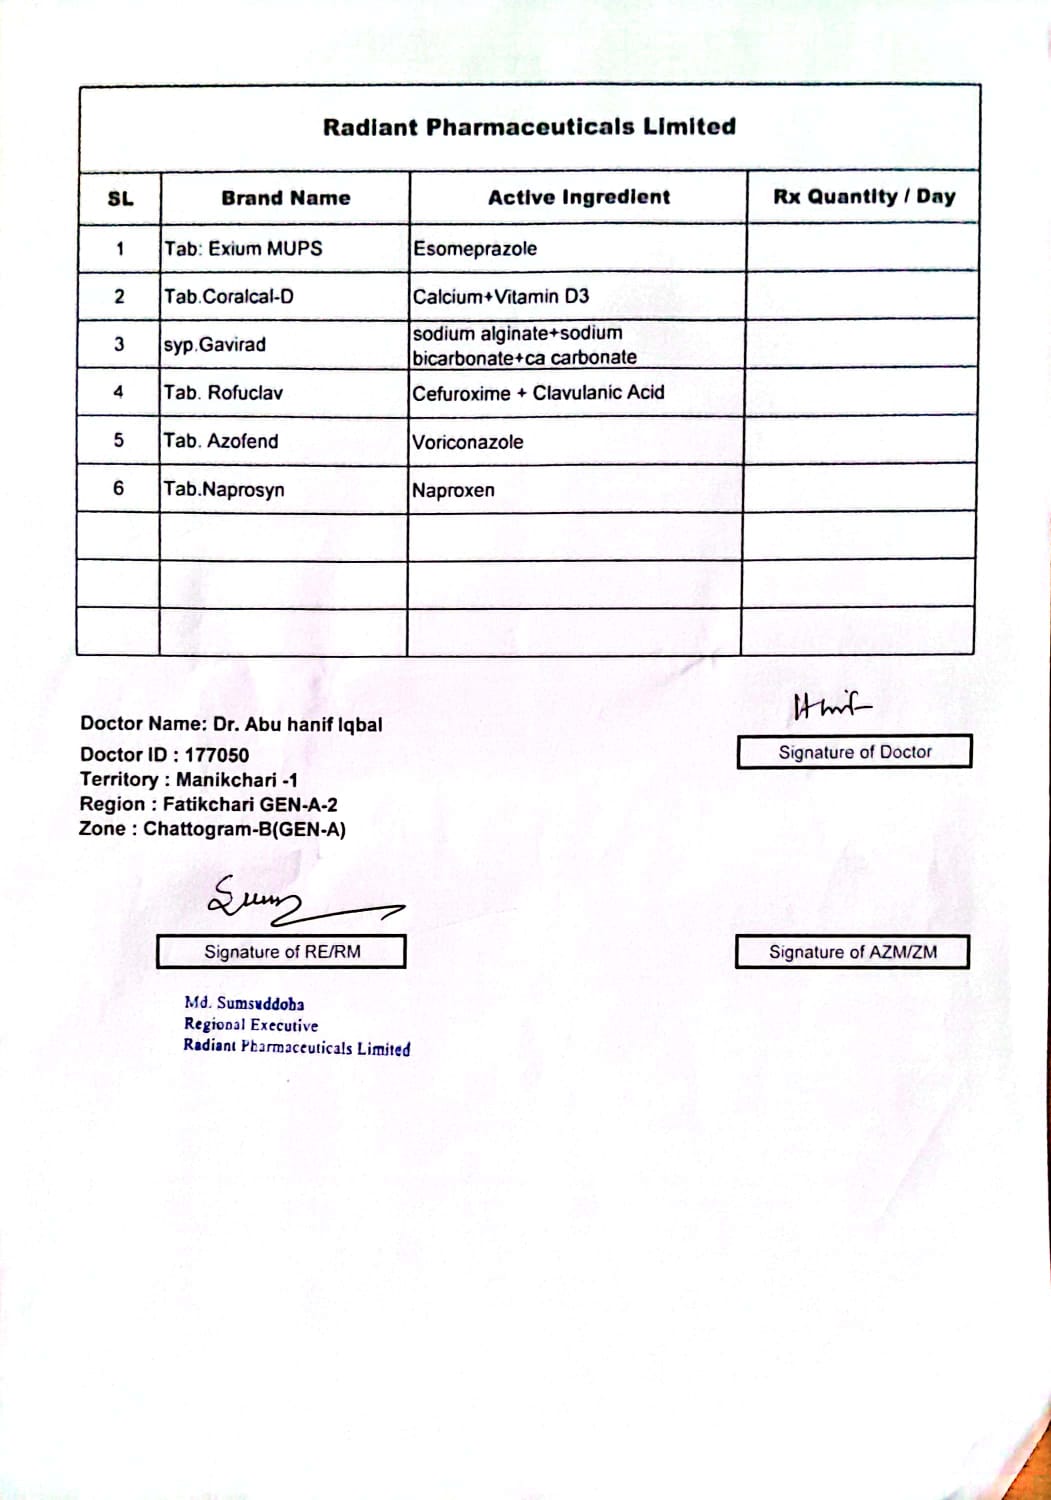 Radiant Pharmaceuticals Limited
SL Brand Name Active Ingredient Rx Quantity / Day
1 Tab: Exium MUPS Esomeprazole
2 Tab.Coralcal-D Calcium+Vitamin D3
3 syp.Gavirad sodium alginate+sodium
bicarbonate+ca carbonate
4 Tab. Rofuclav Cefuroxime + Clavulanic Acid
5 Tab. Azofend Voriconazole
6 Tab.Naprosyn Naproxen
Doctor Name: Dr. Abu hanif Iqbal
Signature of Doctor
Doctor ID : 177050
Territory : Manikchari -1
Region : Fatikchari GEN-A-2
Zone : Chattogram-B(GEN-A)
Signature of RE/RM
Signature of AZM/ZM
Md. Sumsuddoha
Regional Executive
Radiant Pharmaceuticals Limited